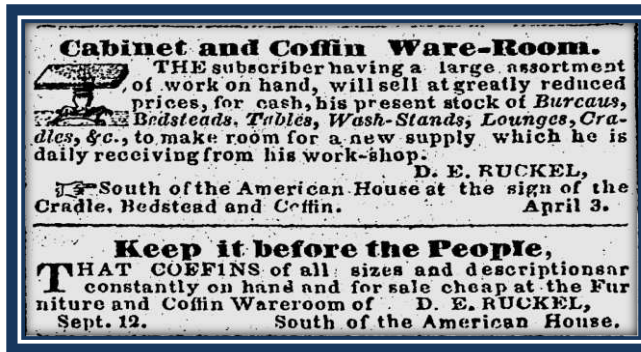 Cabinet and Coffin Ware-Room.
THE subscriber having a large assortment
of work on hand, will sell at greatly reduced
prices, for cash, his present stock of Bureaus,
Bedsteads, Tables, Wash-Stands, Lounges, Cra-
dles, &c., to make room for a new supply which he is
daily receiving from his work-shop.
D. E. RUCKEL,
☞South of the American House at the sign of the
Cradle, Bedstead and Coffin. April 3.
Keep it before the People,
THAT COEFINS of all sizes and descriptionsar
constantly on hand and for sale cheap at the Fur
niture and Coffin Wareroom of D. E. RUCKEL,
Sept. 12. South of the American House.